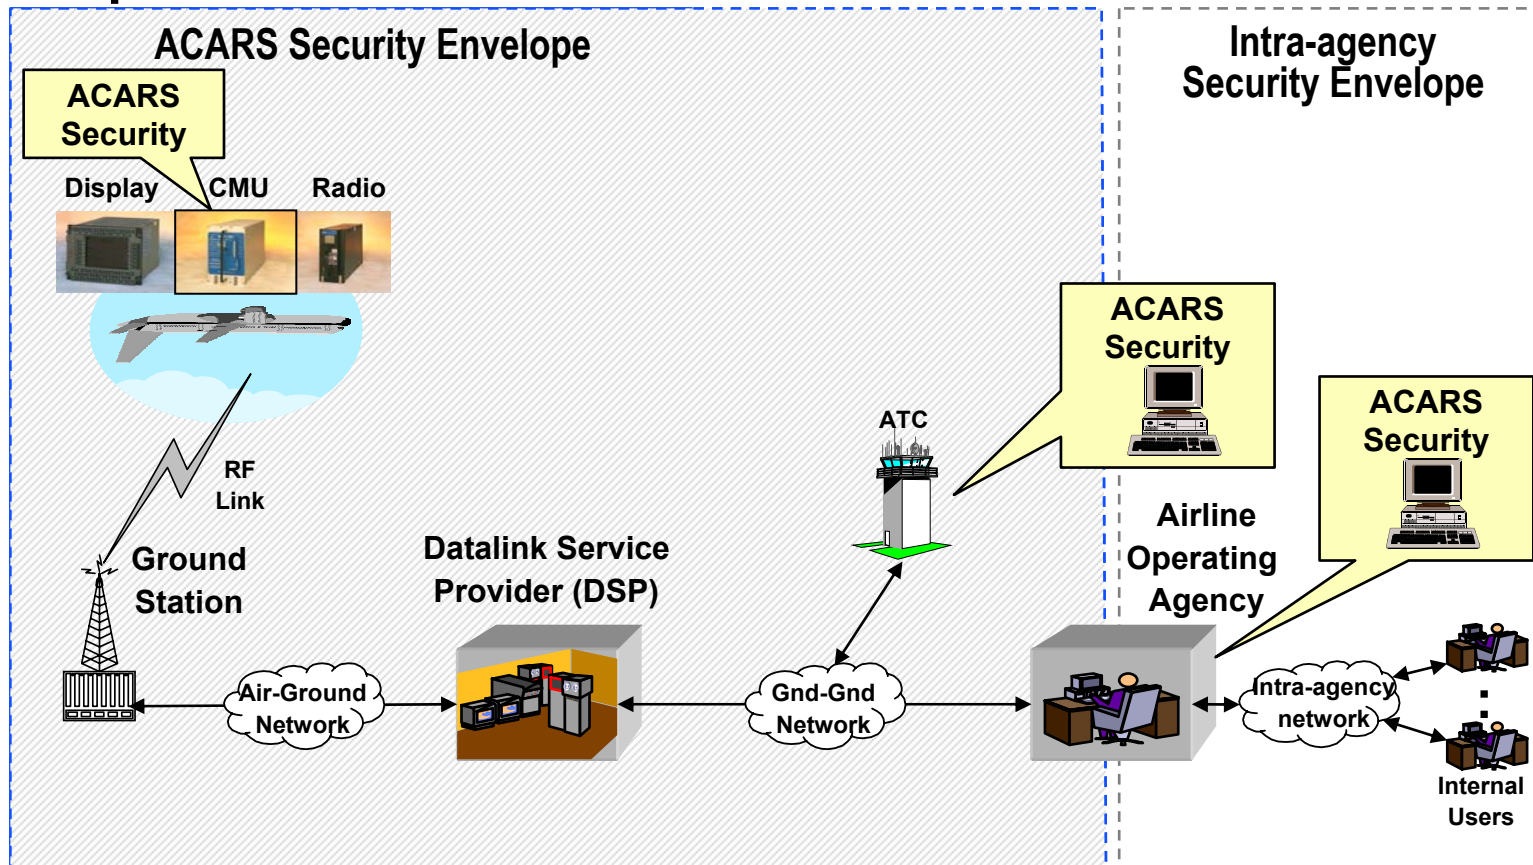 ACARS Security Envelope
Intra-agency
Security Envelope
ACARS
Security
Display
CMU
Radio
ACARS
Security
ACARS
Security
ATC
RF
Link
Airline
Operating
Agency
Ground
Station
Datalink Service
Provider (DSP)
Air-Ground
Network
Gnd-Gnd
Network
Intra-agency
network
Internal
Users